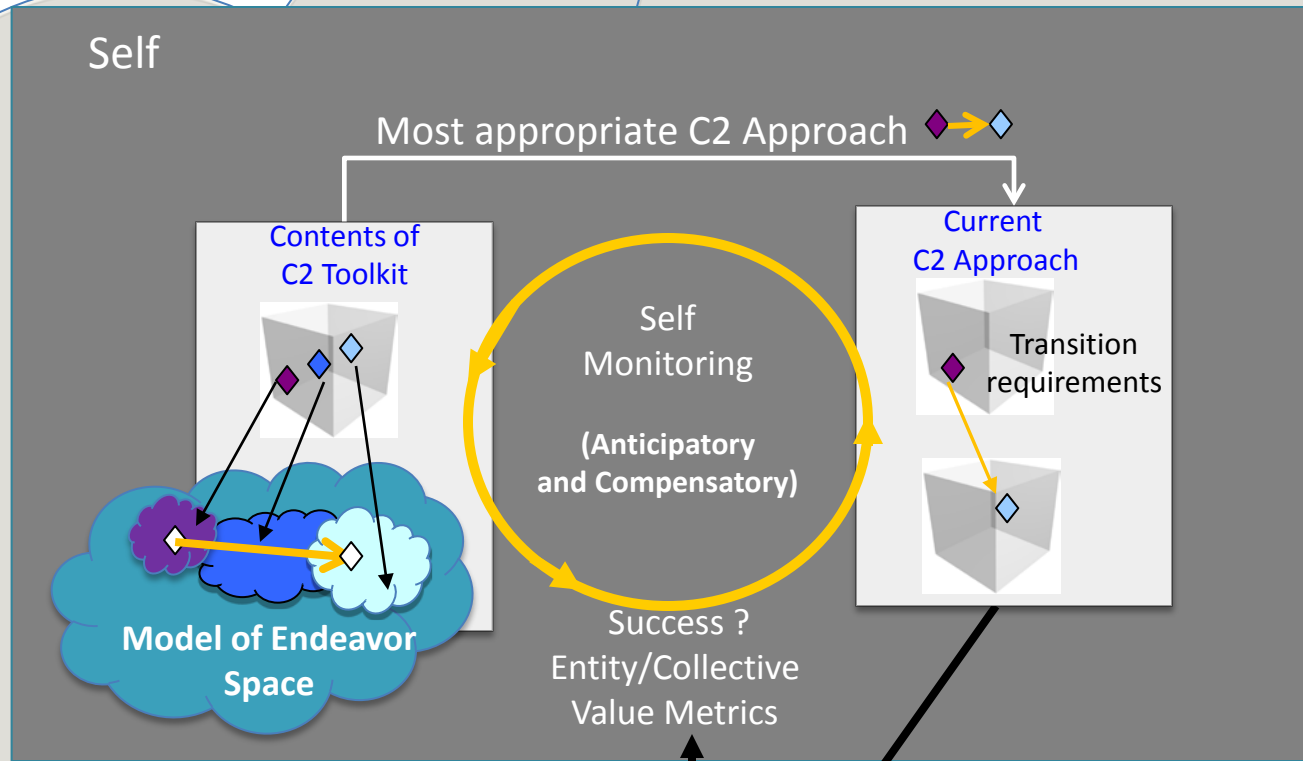 Self
Most appropriate C2 Approach
Contents of
C2 Toolkit
Current
C2 Approach
Self
Monitoring
(Anticipatory
and Compensatory)
Transition
requirements
Model of Endeavor
Space
Success ?
Entity/Collective
Value Metrics